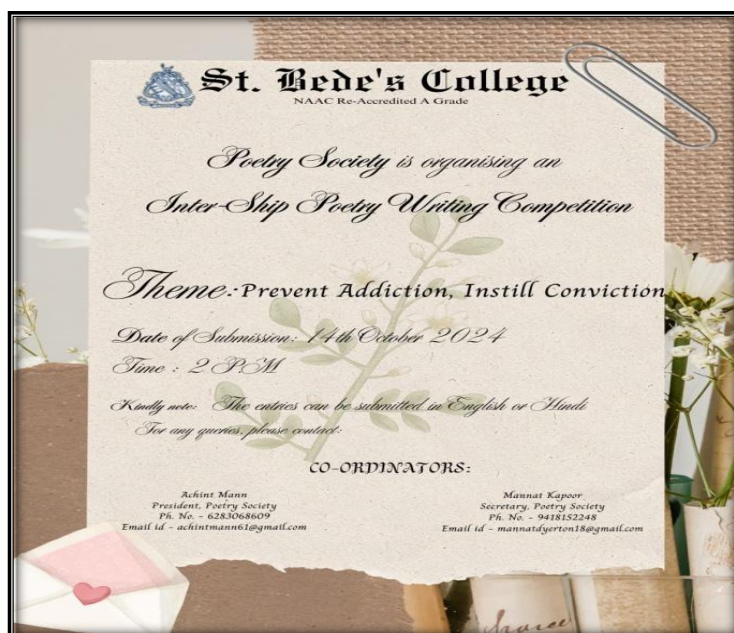 St. Bede's College
NAAC Re-Accredited A Grade
Poetry Society is organising an
Inter-Ship Poetry Writing Competition
Theme:-Prevent Addiction, Instill Conviction
Date of Submission: 14th October 2024
Time : 2 P.M
Kindly note: The entries can be submitted in English or Hindi
For any queries, please contact:
CO-ORDINATORS:
Achint Mann
President, Poetry Society
Ph. No. - 6283068609
Email id - achintmann61@gmail.com
Mannat Kapoor
Secretary, Poetry Society
Ph. No. - 9418152248
Email id - mannatdyerton18@gmail.com